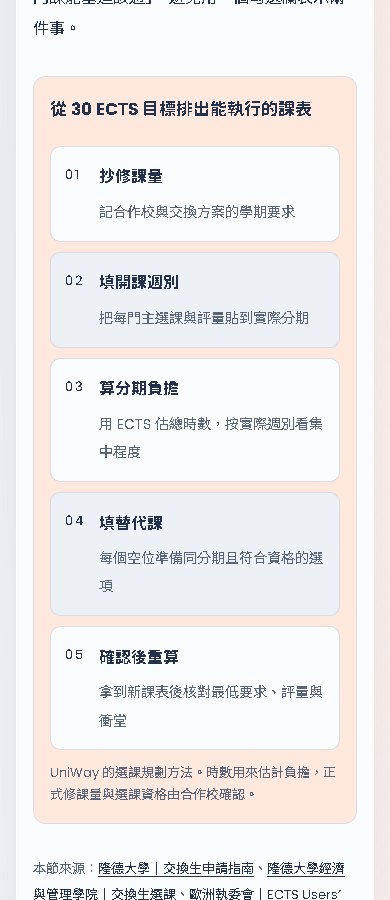 件事。
從 30 ECTS 目標排出能執行的課表
01 抄修課量
記合作校與交換方案的學期要求
02 填開課週別
把每門主選課與評量貼到實際分期
03 算分期負擔
用 ECTS 估總時數，按實際週別看集
中程度
04 填替代課
每個空位準備同分期且符合資格的選
項
05 確認後重算
拿到新課表後核對最低要求、評量與
衝堂
UniWay 的選課規劃方法。時數用來估計負擔，正
式修課量與選課資格由合作校確認。
本節來源：隆德大學｜交換生申請指南、隆德大學經濟
與管理學院｜交換生選課、歐洲執委會｜ECTS Users’